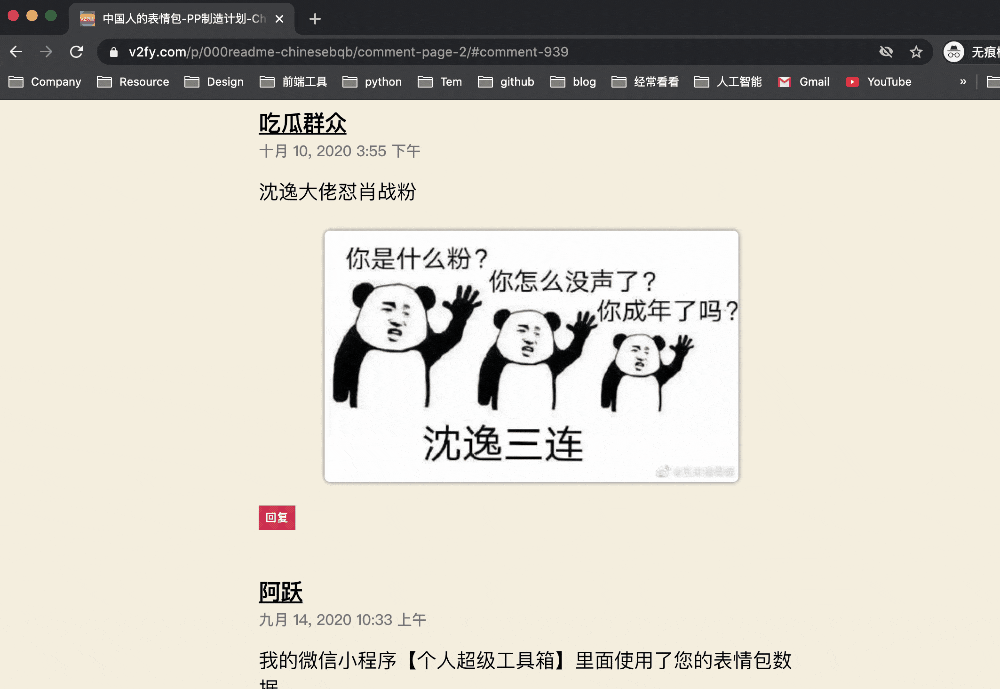 中国人的表情包-PP制造计划-Ch
v2fy.com/p/000readme-chinesebqb/comment-page-2/#comment-939
无痕模
Company Resource Design 前端工具 python Tem github blog 经常看看 人工智能 Gmail YouTube »
吃瓜群众
十月 10, 2020 3:55 下午
沈逸大佬怼肖战粉
你是什么粉?
你怎么没声了?
你成年了吗?
沈逸三连
回复
阿跃
九月 14, 2020 10:33 上午
我的微信小程序【个人超级工具箱】里面使用了您的表情包数
据